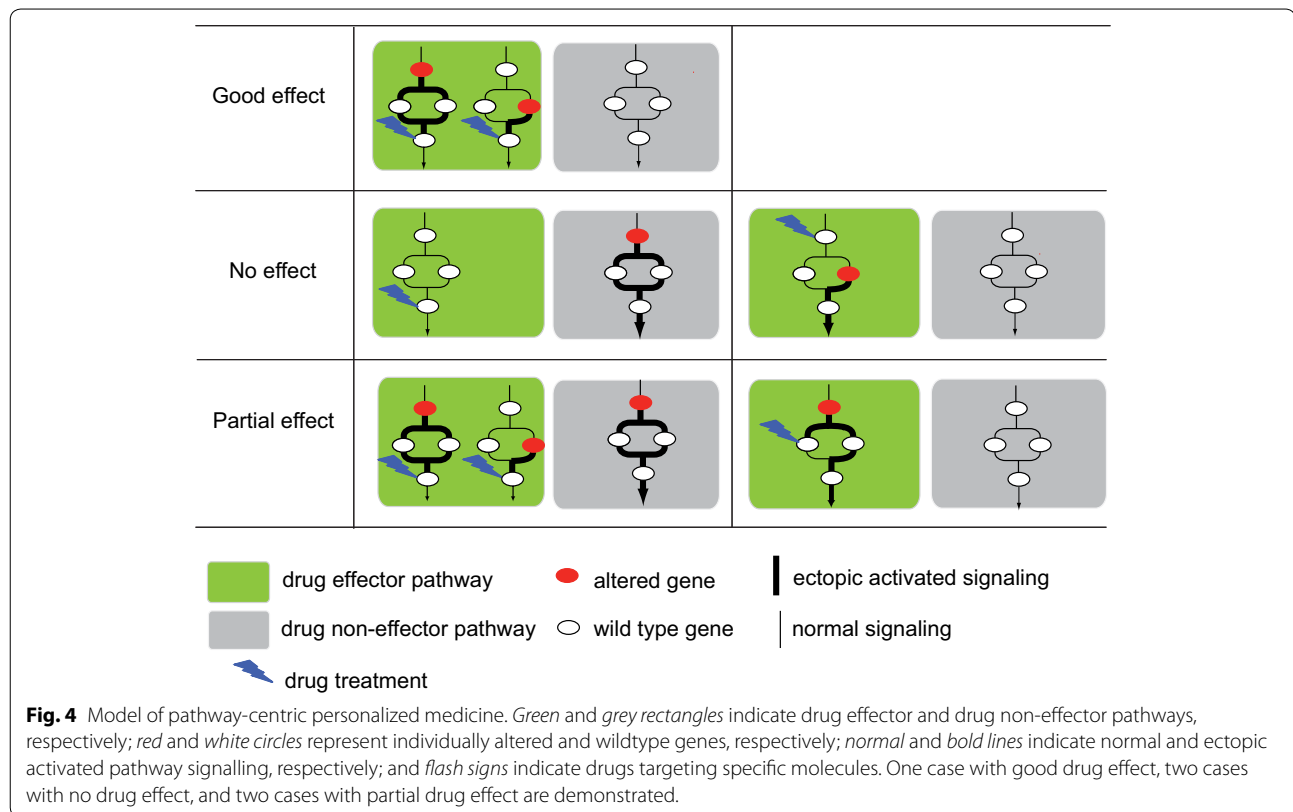 Good effect
No effect
Partial effect
drug effector pathway
altered gene
ectopic activated signaling
drug non-effector pathway
wild type gene
normal signaling
drug treatment
Fig. 4 Model of pathway-centric personalized medicine. Green and grey rectangles indicate drug effector and drug non-effector pathways,
respectively; red and white circles represent individually altered and wildtype genes, respectively; normal and bold lines indicate normal and ectopic
activated pathway signalling, respectively; and flash signs indicate drugs targeting specific molecules. One case with good drug effect, two cases
with no drug effect, and two cases with partial drug effect are demonstrated.